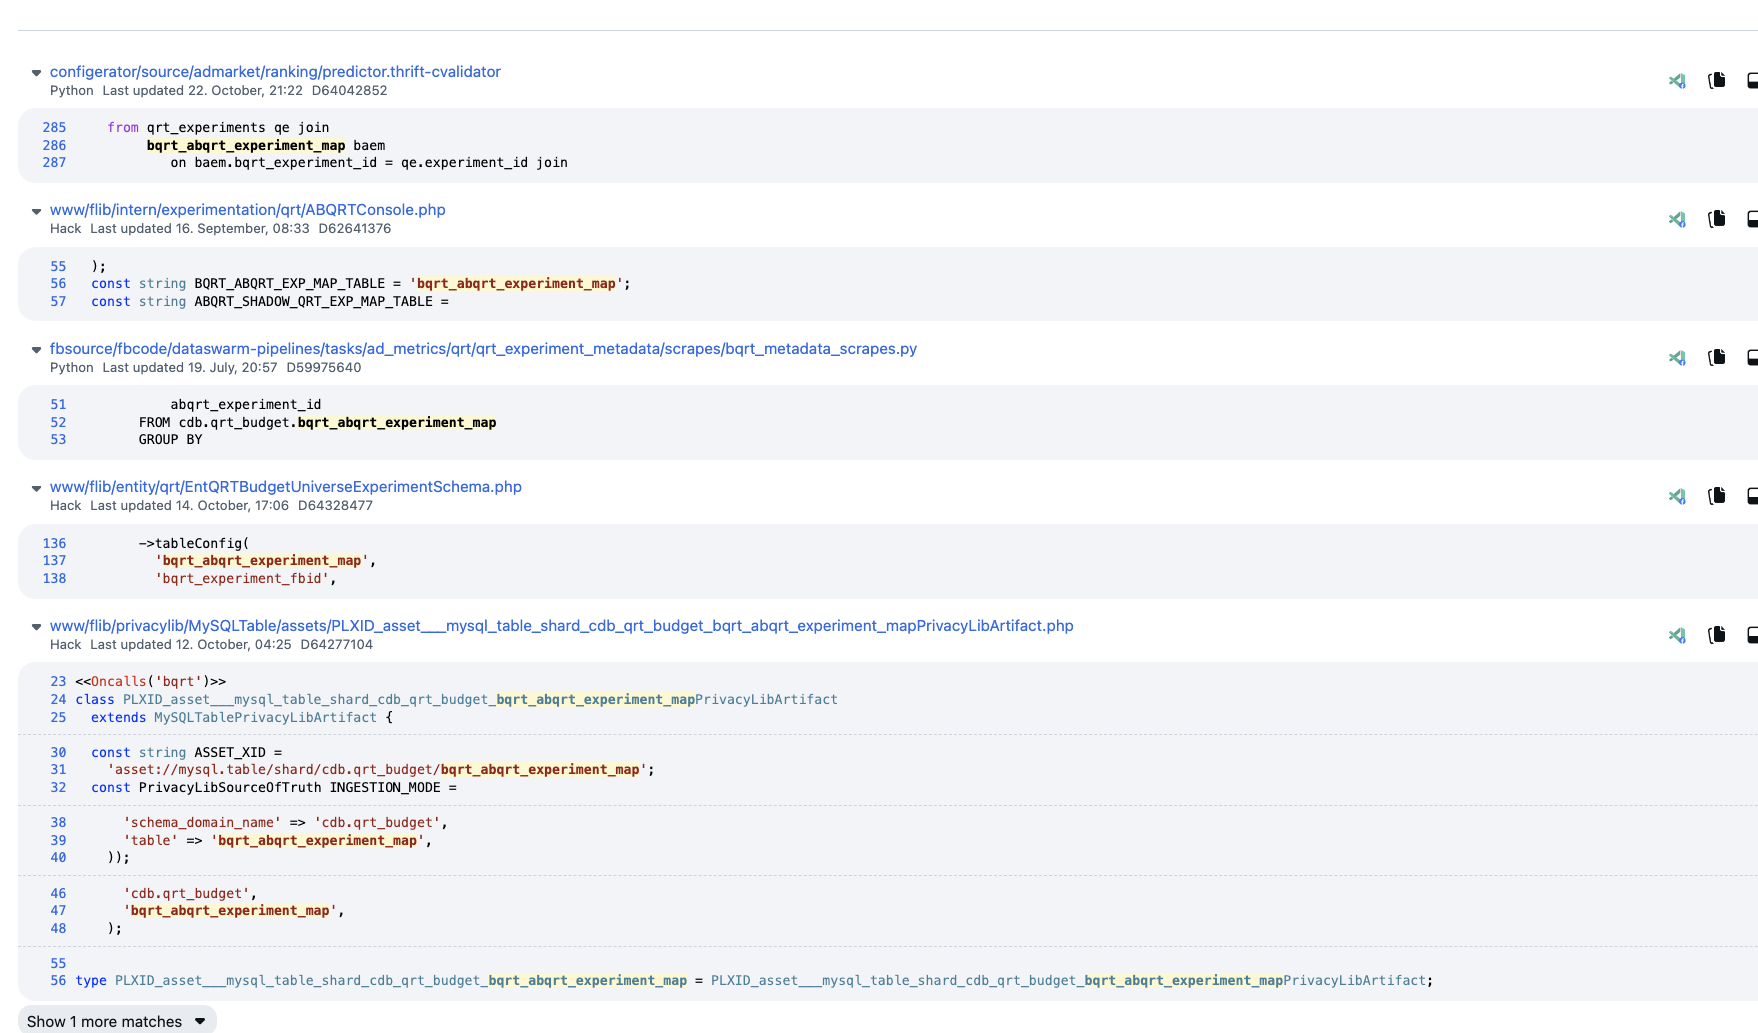 configerator/source/admarket/ranking/predictor.thrift-cvalidator
Python Last updated 22. October, 21:22 D64042852
285 from qrt_experiments qe join
286 bqrt_abqrt_experiment_map baem
287 on baem.bqrt_experiment_id = qe.experiment_id join
www/flib/intern/experimentation/qrt/ABQRTConsole.php
Hack Last updated 16. September, 08:33 D62641376
55 );
56 const string BQRT_ABQRT_EXP_MAP_TABLE = 'bqrt_abqrt_experiment_map';
57 const string ABQRT_SHADOW_QRT_EXP_MAP_TABLE =
fbsource/fbcode/dataswarm-pipelines/tasks/ad_metrics/qrt/qrt_experiment_metadata/scrapes/bqrt_metadata_scrapes.py
Python Last updated 19. July, 20:57 D59975640
51 abqrt_experiment_id
52 FROM cdb.qrt_budget.bqrt_abqrt_experiment_map
53 GROUP BY
www/flib/entity/qrt/EntQRTBudgetUniverseExperimentSchema.php
Hack Last updated 14. October, 17:06 D64328477
136 ->tableConfig(
137 'bqrt_abqrt_experiment_map',
138 'bqrt_experiment_fbid',
www/flib/privacylib/MySQLTable/assets/PLXID_asset___mysql_table_shard_cdb_qrt_budget_bqrt_abqrt_experiment_mapPrivacyLibArtifact.php
Hack Last updated 12. October, 04:25 D64277104
23 <<Oncalls('bqrt')>>
24 class PLXID_asset___mysql_table_shard_cdb_qrt_budget_bqrt_abqrt_experiment_mapPrivacyLibArtifact
25 extends MySQLTablePrivacyLibArtifact {
30 const string ASSET_XID =
31 'asset://mysql.table/shard/cdb.qrt_budget/bqrt_abqrt_experiment_map';
32 const PrivacyLibSourceOfTruth INGESTION_MODE =
38 'schema_domain_name' => 'cdb.qrt_budget',
39 'table' => 'bqrt_abqrt_experiment_map',
40 ));
46 'cdb.qrt_budget',
47 'bqrt_abqrt_experiment_map',
48 );
55
56 type PLXID_asset___mysql_table_shard_cdb_qrt_budget_bqrt_abqrt_experiment_map = PLXID_asset___mysql_table_shard_cdb_qrt_budget_bqrt_abqrt_experiment_mapPrivacyLibArtifact;
Show 1 more matches